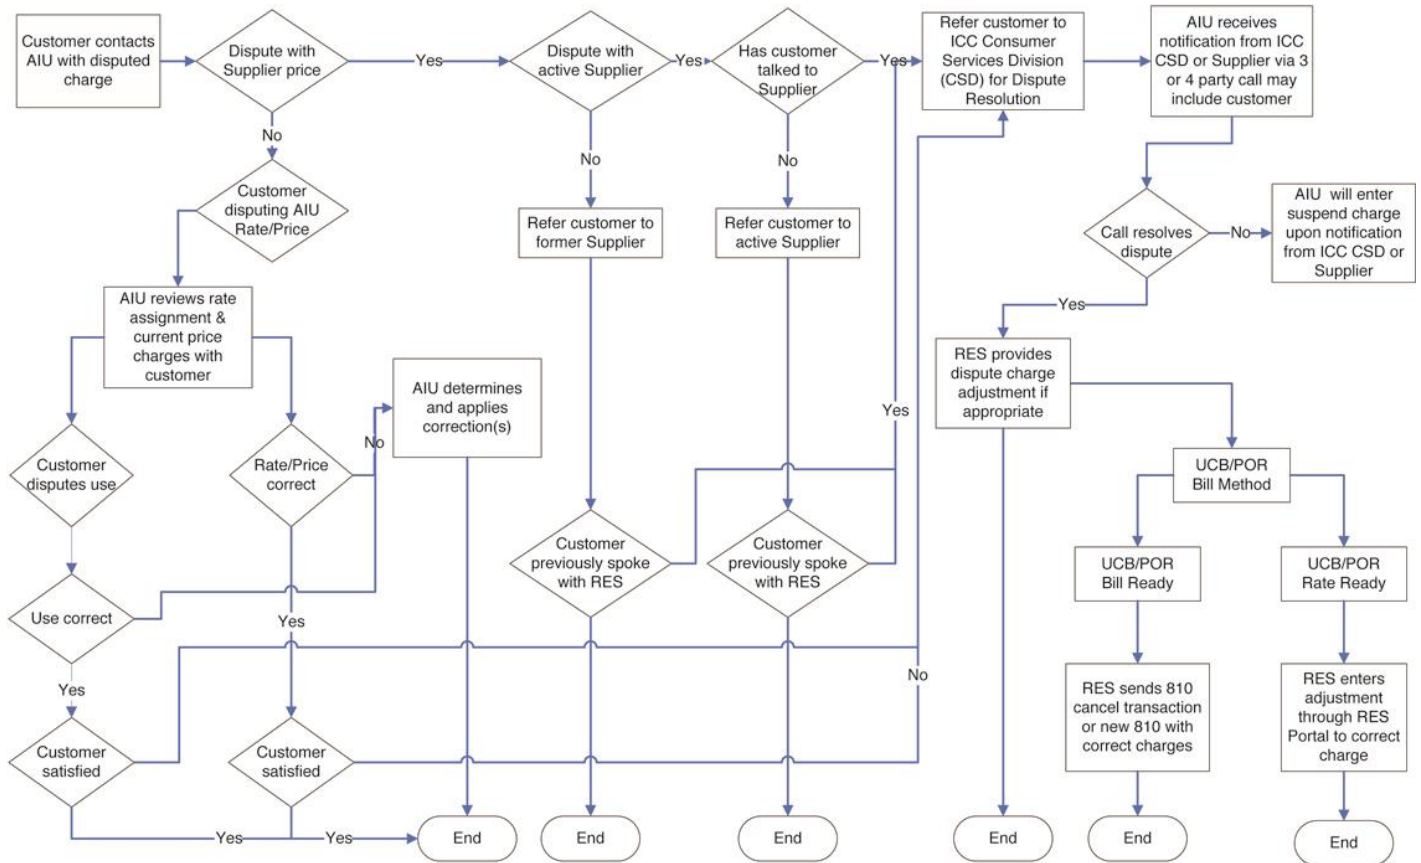 Customer contacts
AIU with disputed
charge
Dispute with
Supplier price
Yes
Dispute with
active Supplier
Yes
Has customer
talked to
Supplier
Yes
Refer customer to
ICC Consumer
Services Division
(CSD) for Dispute
Resolution
AIU receives
notification from ICC
CSD or Supplier via 3
or 4 party call may
include customer
No
No
No
Customer
disputing AIU
Rate/Price
Refer customer to
former Supplier
Refer customer to
active Supplier
Call resolves
dispute
No
AIU will enter
suspend charge
upon notification
from ICC CSD or
Supplier
Yes
AIU reviews rate
assignment &
current price
charges with
customer
AIU determines
and applies
correction(s)
RES provides
dispute charge
adjustment if
appropriate
Yes
No
Customer
disputes use
Rate/Price
correct
UCB/POR
Bill Method
Customer
previously spoke
with RES
Customer
previously spoke
with RES
UCB/POR
Bill Ready
UCB/POR
Rate Ready
Use correct
Yes
Yes
No
RES sends 810
cancel transaction
or new 810 with
correct charges
RES enters
adjustment
through RES
Portal to correct
charge
Customer
satisfied
Customer
satisfied
Yes
Yes
End
End
End
End
End
End